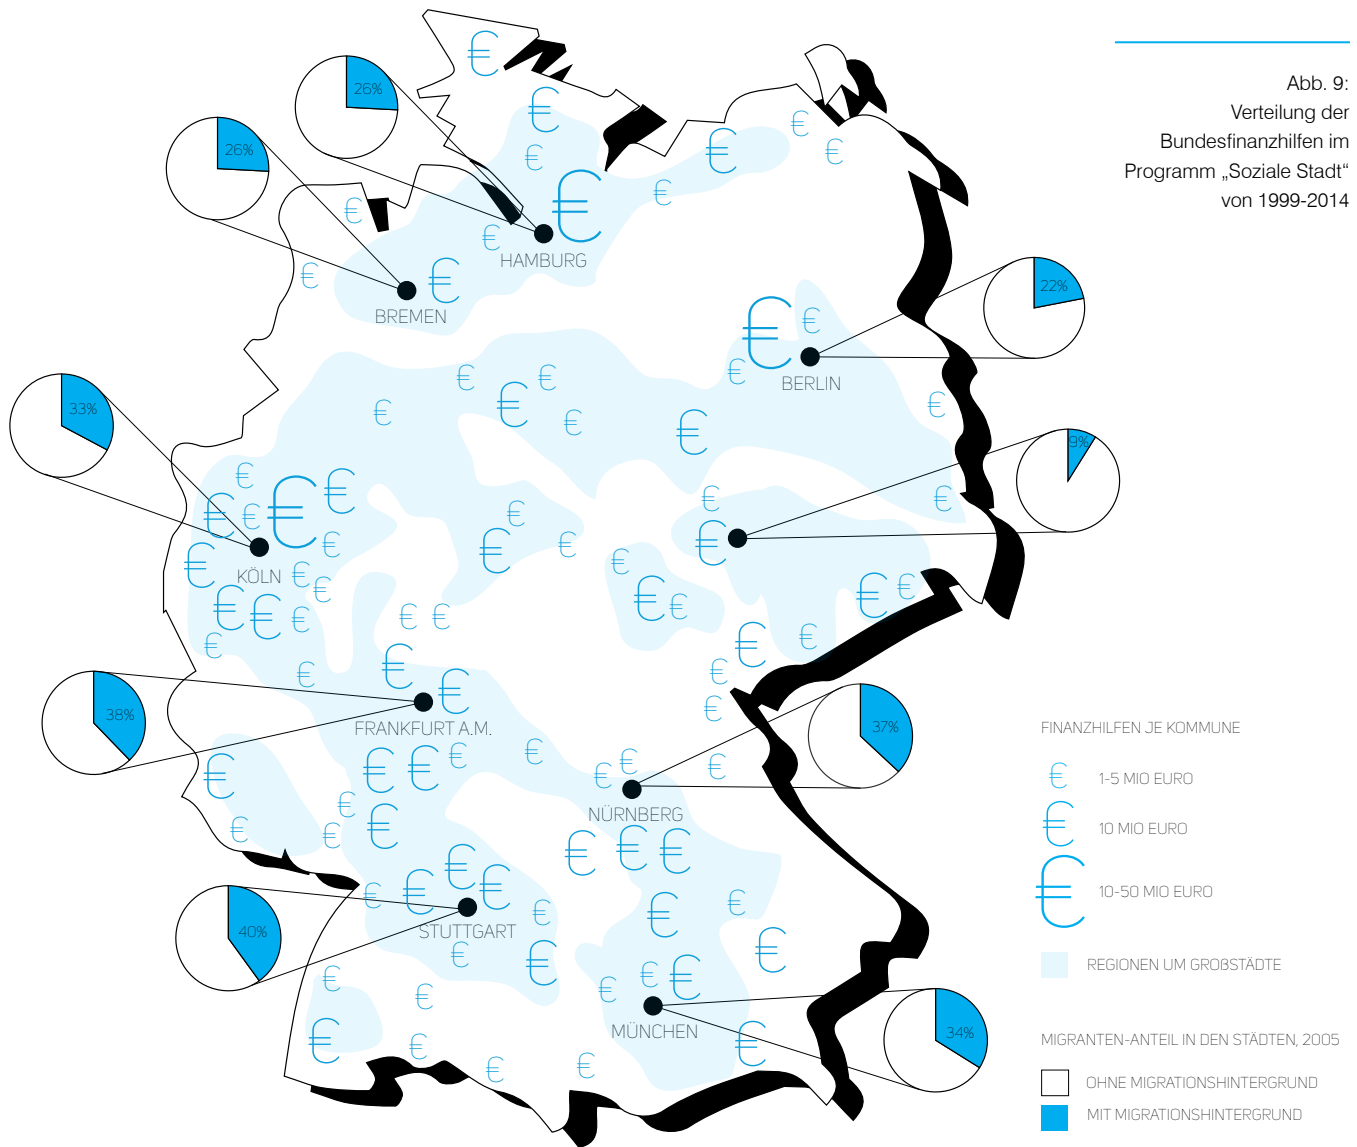 Abb. 9:
Verteilung der
Bundesfinanzhilfen im
Programm „Soziale Stadt“
von 1999-2014
26%
26%
HAMBURG
BREMEN
22%
BERLIN
33%
9%
KÖLN
38%
FRANKFURT A.M.
37%
NÜRNBERG
40%
STUTTGART
34%
MÜNCHEN
FINANZHILFEN JE KOMMUNE
€ 1-5 MIO EURO
€ 10 MIO EURO
€ 10-50 MIO EURO
REGIONEN UM GROßSTÄDTE
MIGRANTEN-ANTEIL IN DEN STÄDTEN, 2005
OHNE MIGRATIONSHINTERGRUND
MIT MIGRATIONSHINTERGRUND